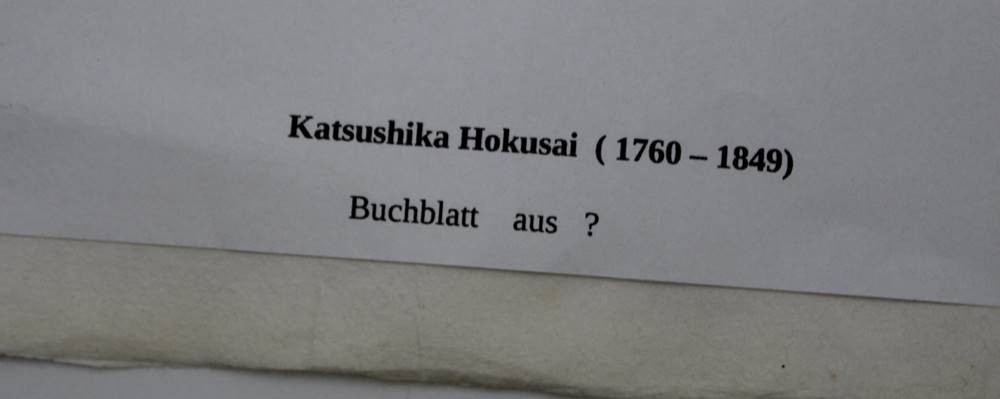 Katsushika Hokusai ( 1760 – 1849)
Buchblatt aus ?